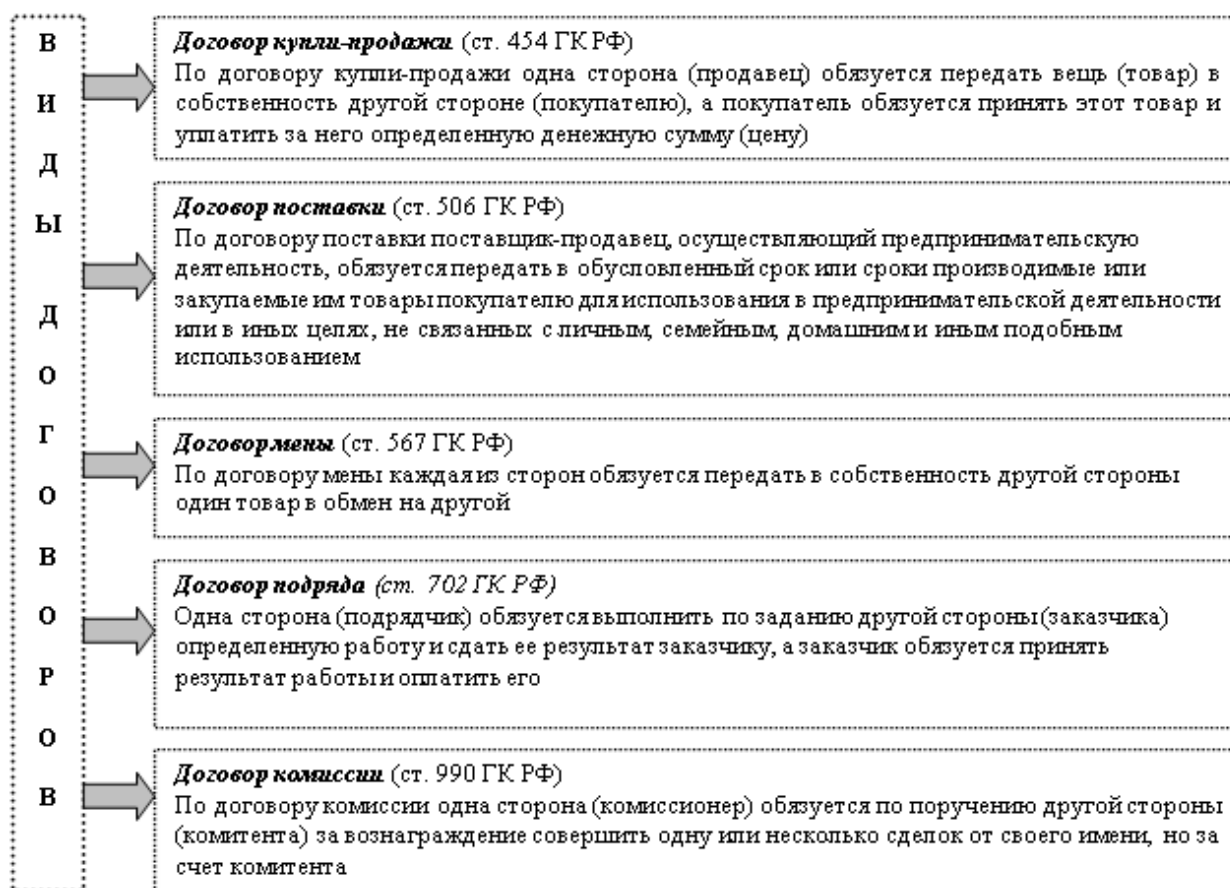 ВИДЫ ДОГОВОРОВ
Договор купли-продажи (ст. 454 ГК РФ)
По договору купли-продажи одна сторона (продавец) обязуется передать вещь (товар) в
собственность другой стороне (покупателю), а покупатель обязуется принять этот товар и
уплатить за него определенную денежную сумму (цену)
Договор поставки (ст. 506 ГК РФ)
По договору поставки поставщик-продавец, осуществляющий предпринимательскую
деятельность, обязуется передать в обусловленный срок или сроки производимые или
закупаемые им товары покупателю для использования в предпринимательской деятельности
или в иных целях, не связанных с личным, семейным, домашним и иным подобным
использованием
Договор мены (ст. 567 ГК РФ)
По договору мены каждая из сторон обязуется передать в собственность другой стороны
один товар в обмен на другой
Договор подряда (ст. 702 ГК РФ)
Одна сторона (подрядчик) обязуется выполнить по заданию другой стороны (заказчика)
определенную работу и сдать ее результат заказчику, а заказчик обязуется принять
результат работы и оплатить его
Договор комиссии (ст. 990 ГК РФ)
По договору комиссии одна сторона (комиссионер) обязуется по поручению другой стороны
(комитента) за вознаграждение совершить одну или несколько сделок от своего имени, но за
счет комитента